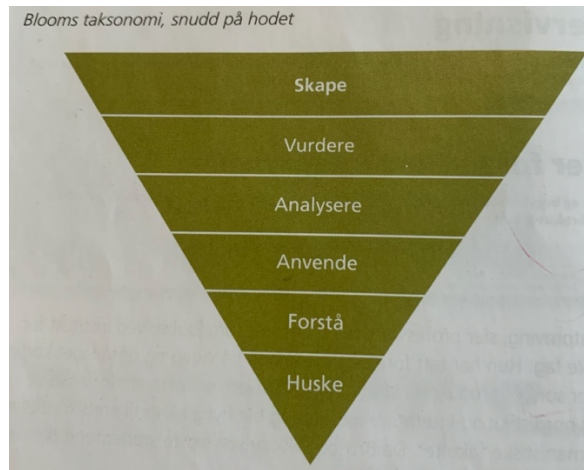 Blooms taksonomi, snudd på hodet
Skape
Vurdere
Analysere
Anvende
Forstå
Huske